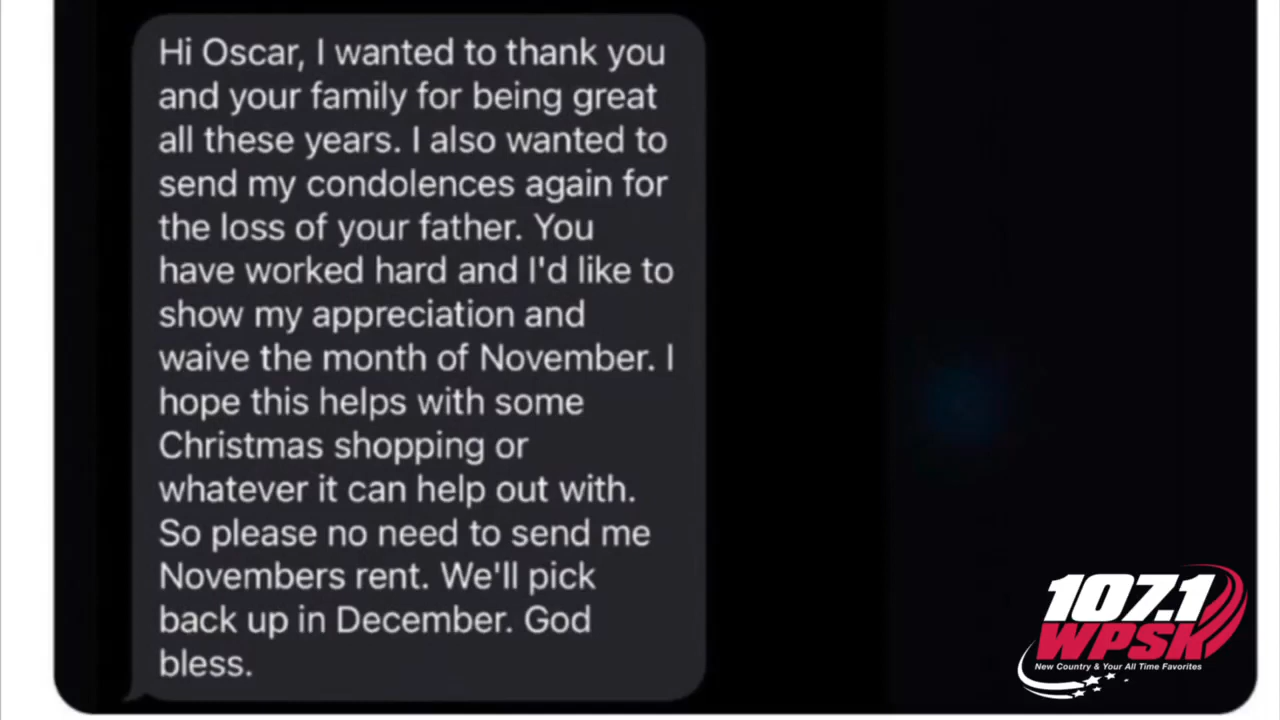 Hi Oscar, I wanted to thank you
and your family for being great
all these years. I also wanted to
send my condolences again for
the loss of your father. You
have worked hard and I'd like to
show my appreciation and
waive the month of November. I
hope this helps with some
Christmas shopping or
whatever it can help out with.
So please no need to send me
Novembers rent. We'll pick
back up in December. God
bless.
107.1
WPSK
New Country & Your All Time Favorites